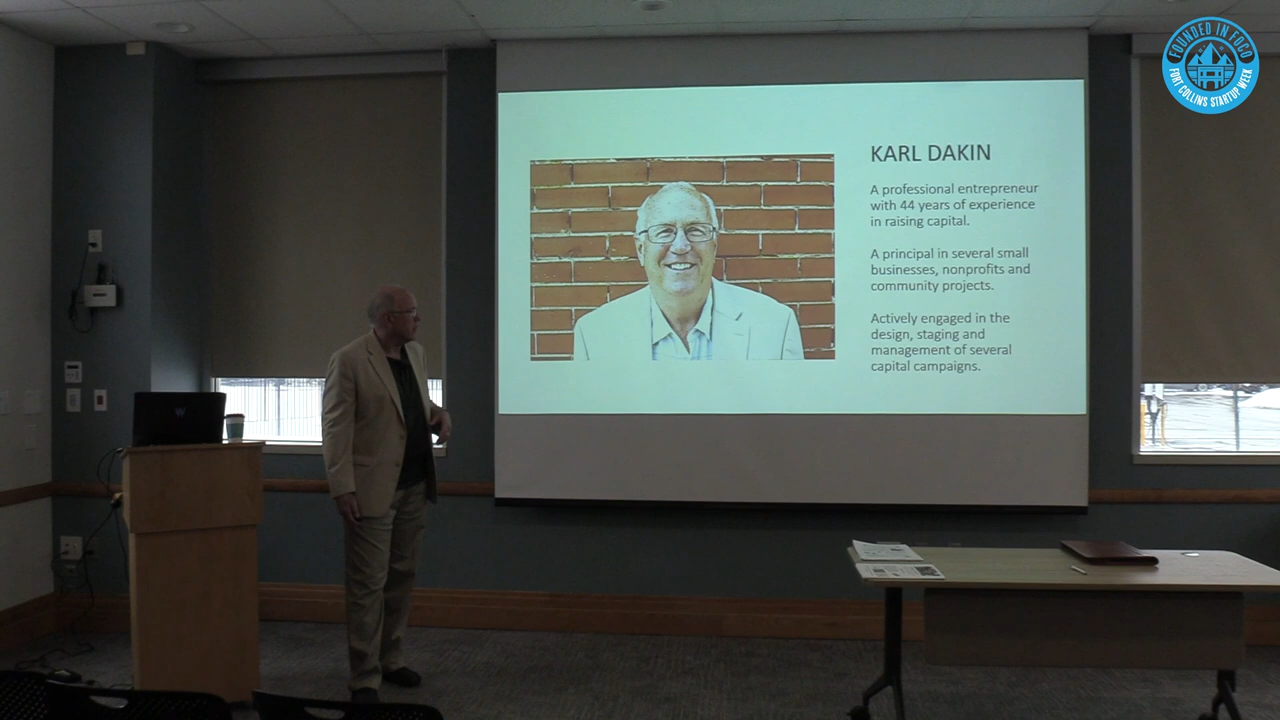 FOUNDED IN FOCO
FORT COLLINS STARTUP WEEK
KARL DAKIN
A professional entrepreneur
with 44 years of experience
in raising capital.
A principal in several small
businesses, nonprofits and
community projects.
Actively engaged in the
design, staging and
management of several
capital campaigns.